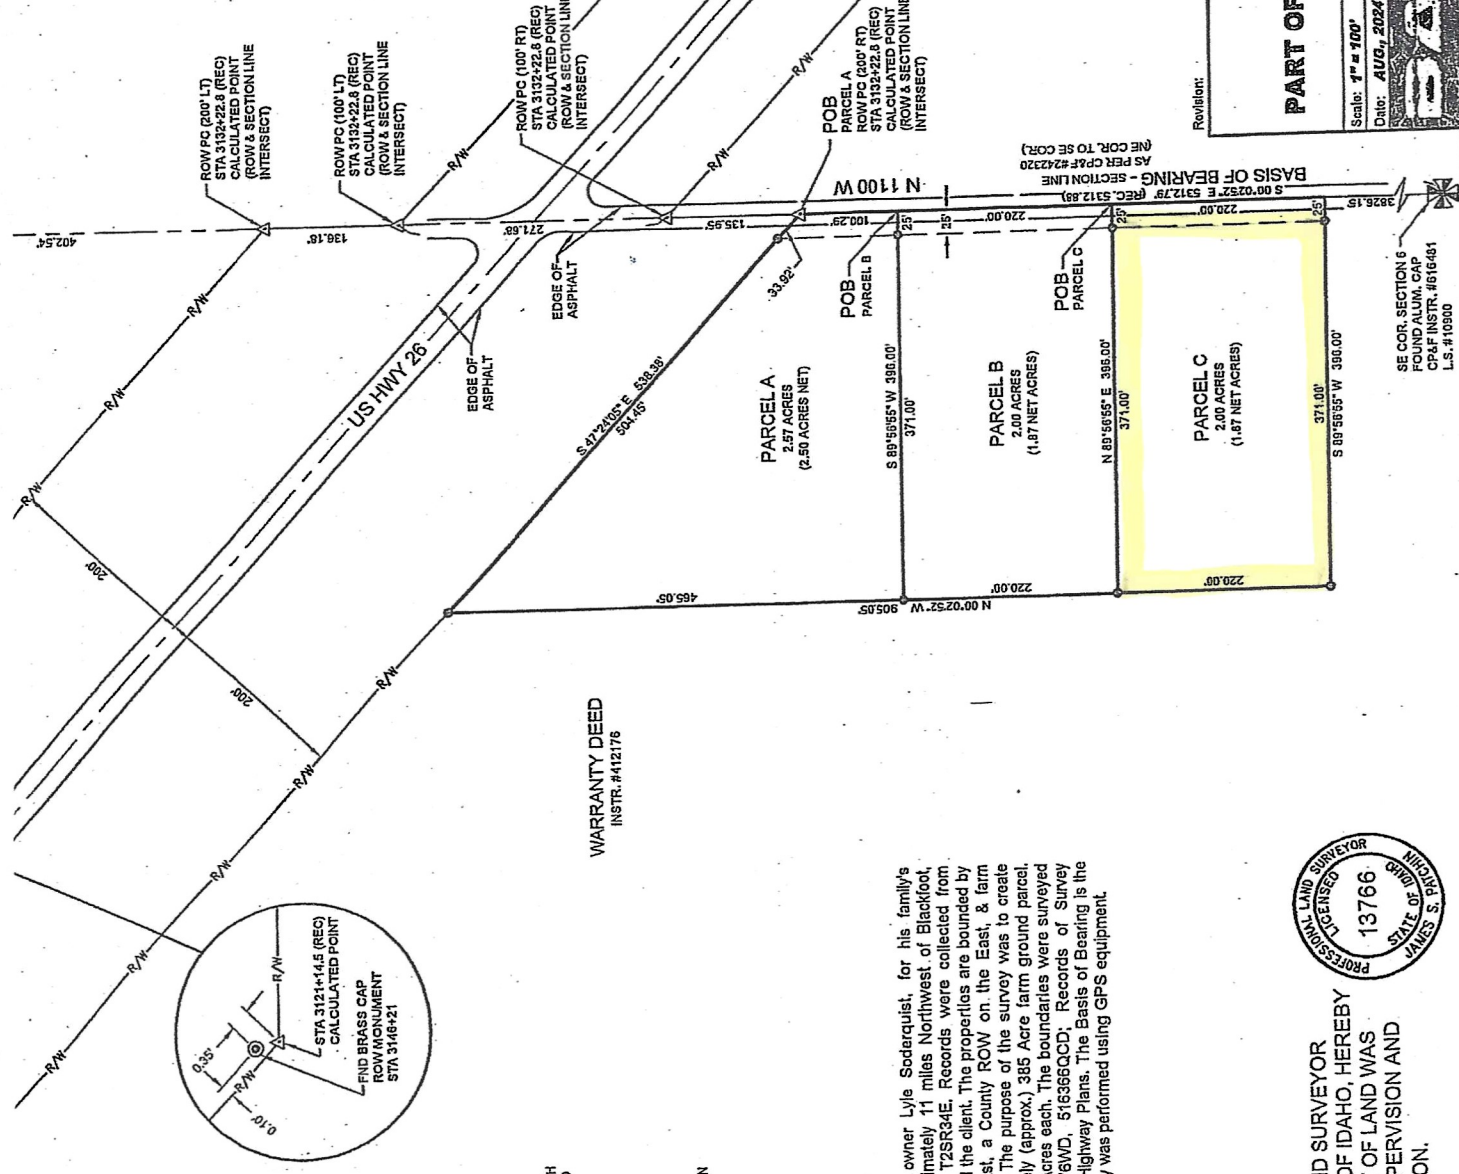 402.54'
ROW PC (200' LT)
STA 3132+22.8 (REC)
CALCULATED POINT
(ROW & SECTION LINE
INTERSECT)
136.18'
ROW PC (100' LT)
STA 3132+22.8 (REC)
CALCULATED POINT
(ROW & SECTION LINE
INTERSECT)
271.68'
ROW PC (100' RT)
STA 3132+22.8 (REC)
CALCULATED POINT
(ROW & SECTION LINE
INTERSECT)
135.95'
POB
PARCEL A
ROW PC (200' RT)
STA 3132+22.8 (REC)
CALCULATED POINT
(ROW & SECTION LINE
INTERSECT)
R/W
R/W
R/W
R/W
R/W
R/W
R/W
R/W
R/W
R/W
R/W
200'
200'
US HWY 26
EDGE OF
ASPHALT
EDGE OF
ASPHALT
N 1100 W
33.92'
100.29'
S 47°24'05" E 538.38'
504.45'
PARCEL A
2.57 ACRES
(2.50 ACRES NET)
465.05'
905.05'
N 00°02'52" W
POB
PARCEL B
25'
25'
S 89°56'55" W 396.00'
371.00'
PARCEL B
2.00 ACRES
(1.87 NET ACRES)
220.00'
220.00'
POB
PARCEL C
25'
N 89°56'55" E 396.00'
371.00'
PARCEL C
2.00 ACRES
(1.87 NET ACRES)
220.00'
220.00'
25'
371.00'
S 89°56'55" W 396.00'
BASIS OF BEARING - SECTION LINE
S 00°02'52" E 5312.79' (REC. 5312.88)
AS PER CP&F #242320
(NE COR. TO SE COR.)
3826.15'
SE COR. SECTION 6
FOUND ALUM. CAP
CP&F INSTR. #616481
L.S. #10900
Revision:
PART OF
Scale: 1" = 100'
Date: AUG., 2024
WARRANTY DEED
INSTR. #412176
0.35'
0.10'
R/W
R/W
STA 3121+14.5 (REC)
CALCULATED POINT
FND BRASS CAP
ROW MONUMENT
STA 3146+21
owner Lyle Soderquist, for his family's
imately 11 miles Northwest of Blackfoot,
T2SR34E. Records were collected from
d the client. The properties are bounded by
st, a County ROW on the East, & farm
The purpose of the survey was to create
ly (approx.) 385 Acre farm ground parcel.
acres each. The boundaries were surveyed
76WD, 516366QCD; Records of Survey
Highway Plans. The Basis of Bearing is the
y was performed using GPS equipment.
PROFESSIONAL LAND SURVEYOR
LICENSED
13766
STATE OF IDAHO
JAMES S. PATCHIN
ND SURVEYOR
OF IDAHO, HEREBY
OF LAND WAS
PERVISION AND
ON.